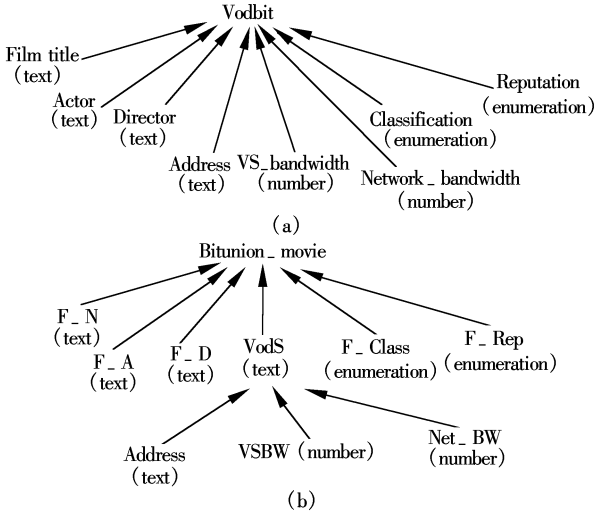 Vodbit
Film title
(text)
Actor
(text)
Director
(text)
Address
(text)
VS_bandwidth
(number)
Network_bandwidth
(number)
Classification
(enumeration)
Reputation
(enumeration)
(a)
Bitunion_movie
F_N
(text)
F_A
(text)
F_D
(text)
VodS
(text)
F_Class
(enumeration)
F_Rep
(enumeration)
Address
(text)
VSBW (number)
Net_BW
(number)
(b)